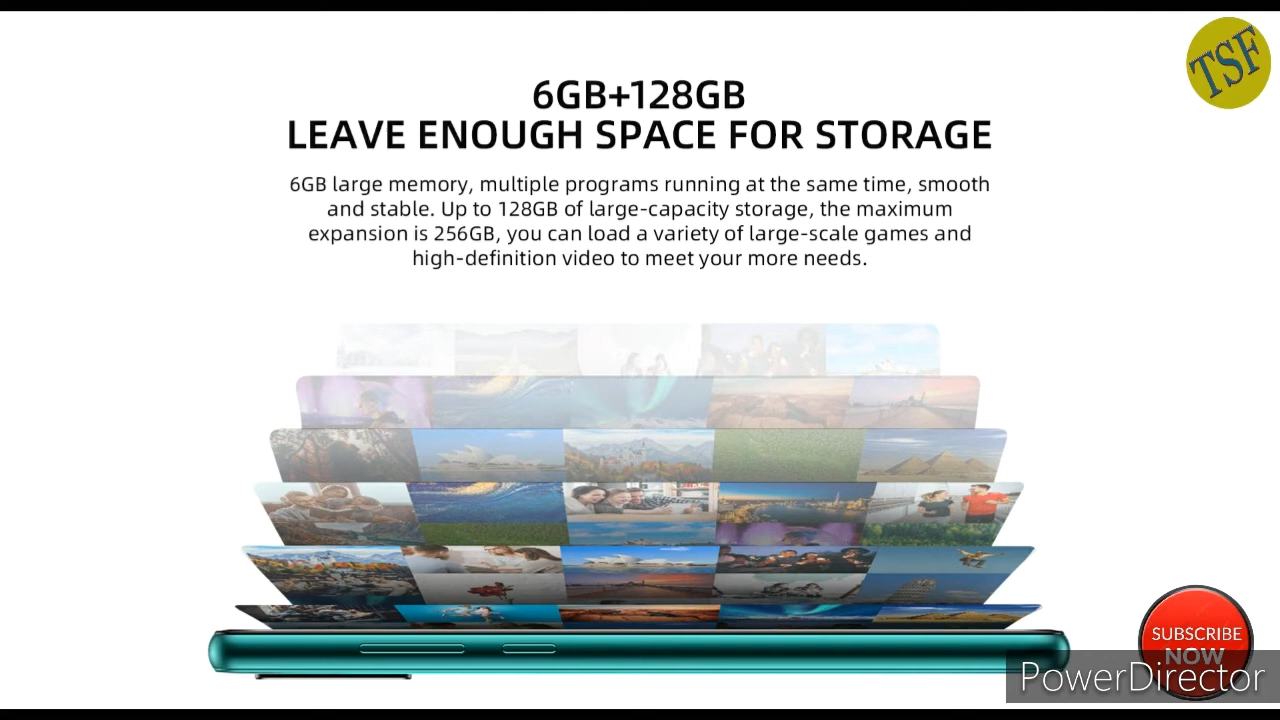 TSF
6GB+128GB
LEAVE ENOUGH SPACE FOR STORAGE
6GB large memory, multiple programs running at the same time, smooth
and stable. Up to 128GB of large-capacity storage, the maximum
expansion is 256GB, you can load a variety of large-scale games and
high-definition video to meet your more needs.
SUBSCRIBE
NOW
PowerDirector